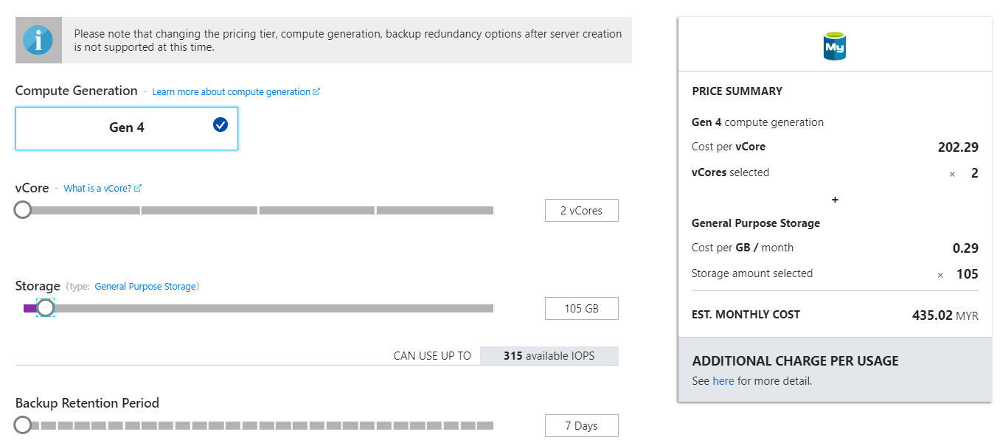 Please note that changing the pricing tier, compute generation, backup redundancy options after server creation
is not supported at this time.
Compute Generation - Learn more about compute generation
Gen 4
vCore - What is a vCore?
2 vCores
Storage (type: General Purpose Storage)
105 GB
CAN USE UP TO 315 available IOPS
Backup Retention Period
7 Days
My
PRICE SUMMARY
Gen 4 compute generation
Cost per vCore 202.29
vCores selected × 2
+
General Purpose Storage
Cost per GB / month 0.29
Storage amount selected × 105
EST. MONTHLY COST 435.02 MYR
ADDITIONAL CHARGE PER USAGE
See here for more detail.